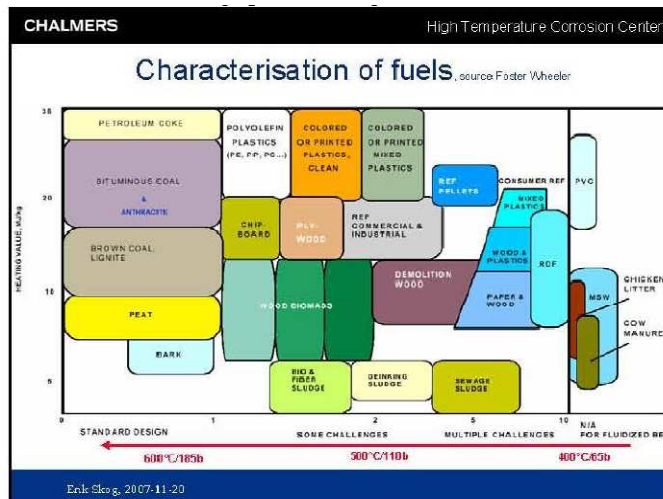 CHALMERS
High Temperature Corrosion Center
Characterisation of fuels, source Foster Wheeler
35
20
10
5
HEATING VALUE, MJ/kg
PETROLEUM COKE
BITUMINOUS COAL
&
ANTHRACITE
BROWN COAL,
LIGNITE
PEAT
BARK
POLYOLEFIN
PLASTICS
(PE, PP, PC...)
COLORED
OR PRINTED
PLASTICS,
CLEAN
COLORED
OR PRINTED
MIXED
PLASTICS
CHIP-
BOARD
PLY-
WOOD
REF
COMMERCIAL &
INDUSTRIAL
REF
PELLETS
CONSUMER REF
MIXED
PLASTICS
WOOD &
PLASTICS
PAPER &
WOOD
RDF
PVC
WOOD BIOMASS
DEMOLITION
WOOD
BIO &
FIBER
SLUDGE
DEINKING
SLUDGE
SEWAGE
SLUDGE
MSW
CHICKEN
LITTER
COW
MANURE
0
1
2
5
10
STANDARD DESIGN
SOME CHALLENGES
MULTIPLE CHALLENGES
N/A
FOR FLUIDIZED BE
600°C/185b
500°C/110b
400°C/65b
Erik Skog, 2007-11-20